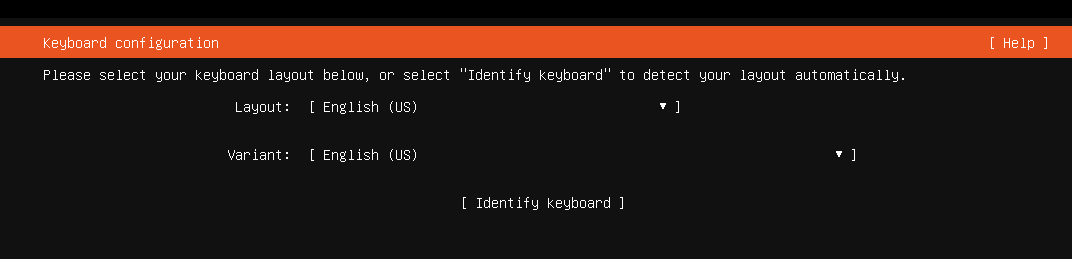 Keyboard configuration [ Help ]
Please select your keyboard layout below, or select "Identify keyboard" to detect your layout automatically.
Layout: [ English (US) ▼ ]
Variant: [ English (US) ▼ ]
[ Identify keyboard ]